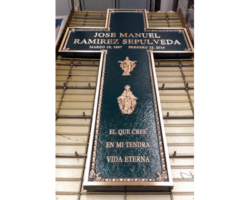 JOSE MANUEL
RAMIREZ SEPULVEDA
EL QUE CREE
EN MI TENDRA
VIDA ETERNA